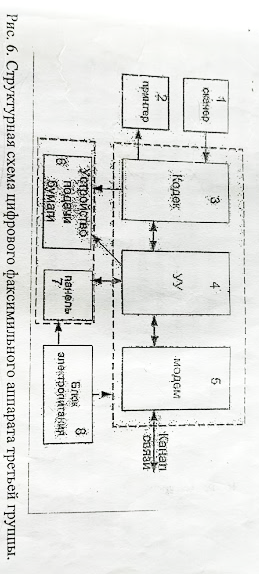 1
сканер
2
принтер
3
Кодек
4
УУ
5
модем
Канал
связи
6
Устройство
подачи
бумаги
панель
7
Блок
электропитания
8
Рис. 6. Структурная схема цифрового факсимильного аппарата третьей группы.